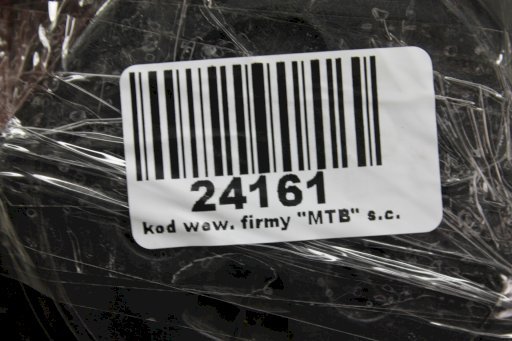 24161
kod wew. firmy "MTB" s.c.